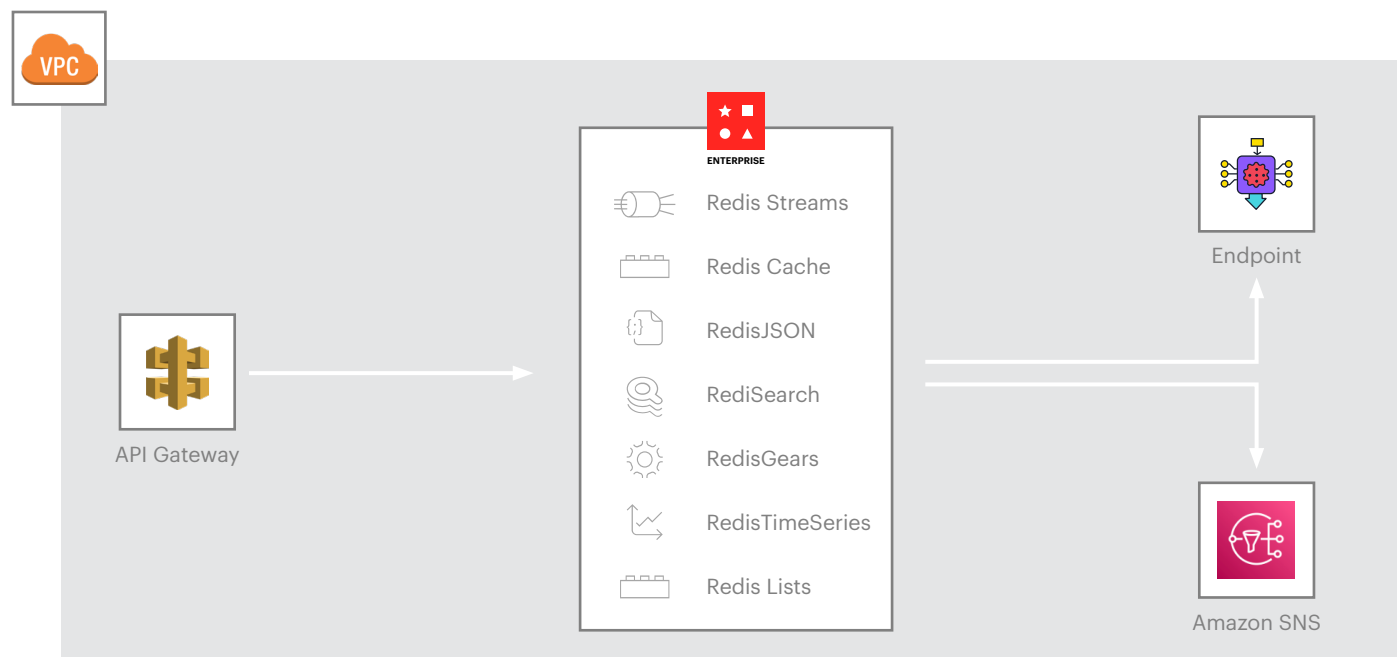 VPC
ENTERPRISE
Redis Streams
Redis Cache
RedisJSON
RediSearch
RedisGears
RedisTimeSeries
Redis Lists
API Gateway
Endpoint
Amazon SNS